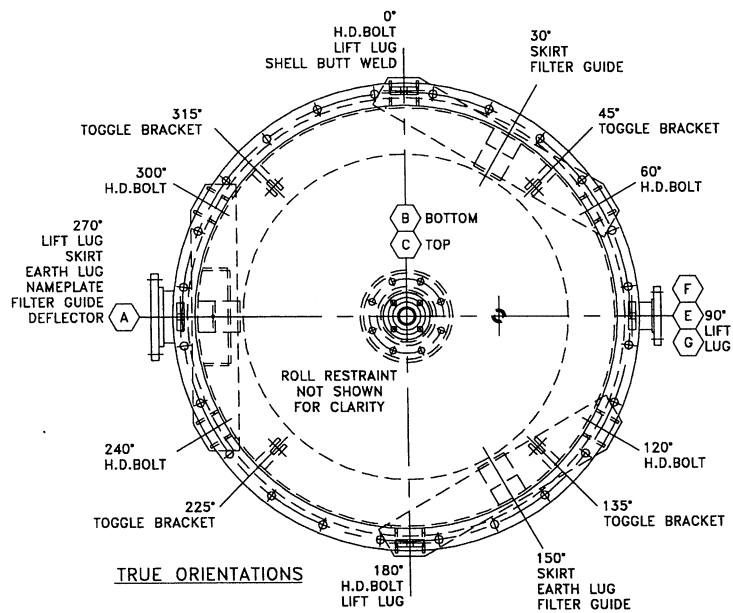 0°
H.D.BOLT
LIFT LUG
SHELL BUTT WELD
30°
SKIRT
FILTER GUIDE
315°
TOGGLE BRACKET
45°
TOGGLE BRACKET
300°
H.D.BOLT
60°
H.D.BOLT
270°
LIFT LUG
SKIRT
EARTH LUG
NAMEPLATE
FILTER GUIDE
DEFLECTOR
A
B BOTTOM
C TOP
F
E
G
90°
LIFT
LUG
ROLL RESTRAINT
NOT SHOWN
FOR CLARITY
240°
H.D.BOLT
120°
H.D.BOLT
225°
TOGGLE BRACKET
135°
TOGGLE BRACKET
180°
H.D.BOLT
LIFT LUG
150°
SKIRT
EARTH LUG
FILTER GUIDE
TRUE ORIENTATIONS